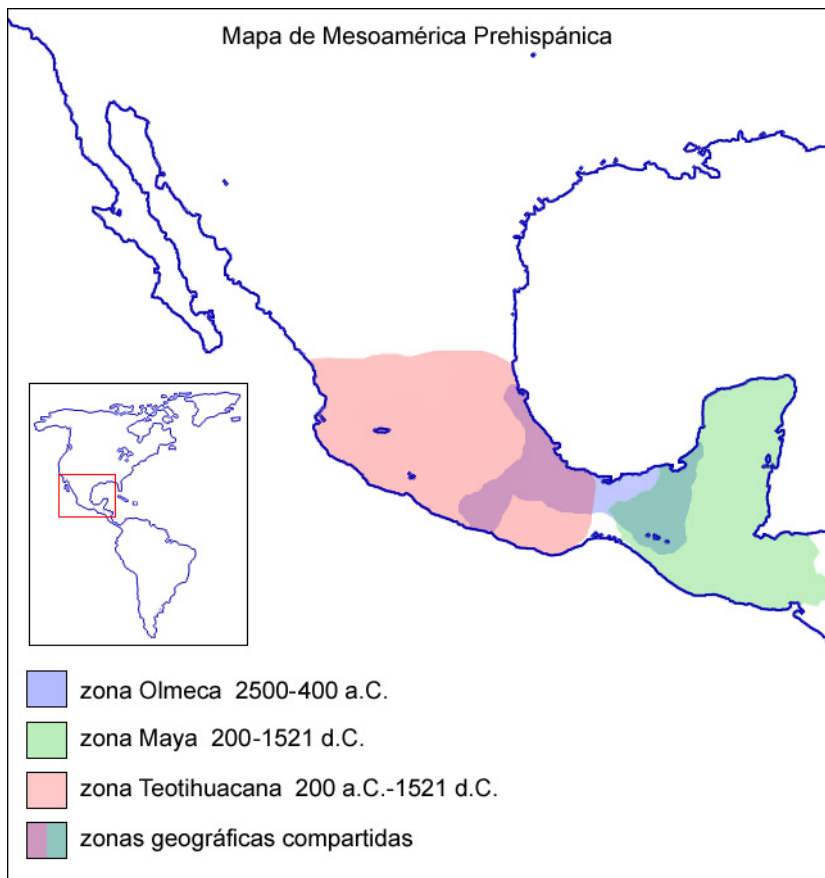 Mapa de Mesoamérica Prehispánica
zona Olmeca 2500-400 a.C.
zona Maya 200-1521 d.C.
zona Teotihuacana 200 a.C.-1521 d.C.
zonas geográficas compartidas